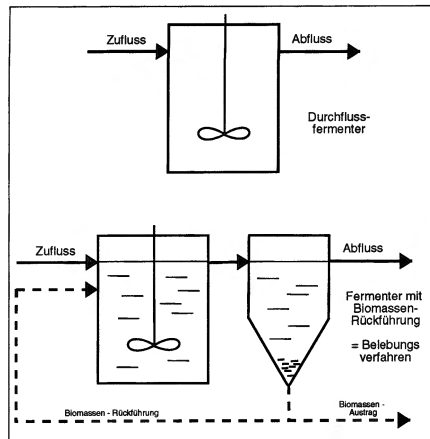 Zufluss
Abfluss
Durchfluss-
fermenter
Zufluss
Abfluss
Fermenter mit
Biomassen-
Rückführung
= Belebungs
verfahren
Biomassen - Rückführung
Biomassen -
Austrag